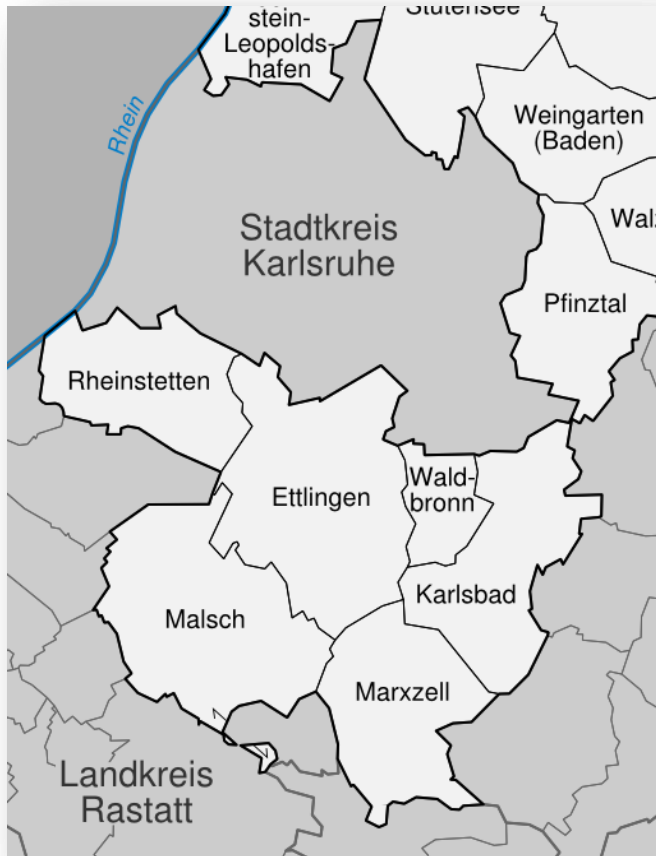 stein-
Leopolds-
hafen
Stutensee
Rhein
Weingarten
(Baden)
Stadtkreis
Karlsruhe
Walz
Pfinztal
Rheinstetten
Ettlingen
Wald-
bronn
Karlsbad
Malsch
Marxzell
Landkreis
Rastatt